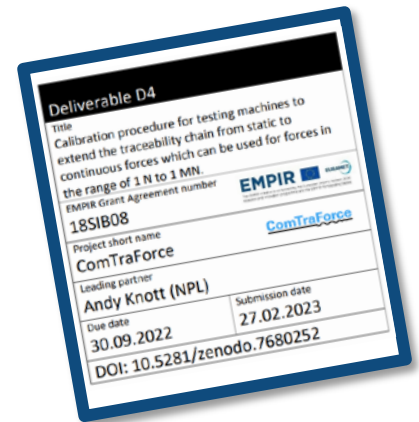 Deliverable D4
Title
Calibration procedure for testing machines to
extend the traceability chain from static to
continuous forces which can be used for forces in
the range of 1 N to 1 MN.
EMPIR Grant Agreement number
18SIB08
EMPIR
EURAMET
Project short name
ComTraForce
ComTraForce
Leading partner
Andy Knott (NPL)
Due date
30.09.2022
Submission date
27.02.2023
DOI: 10.5281/zenodo.7680252